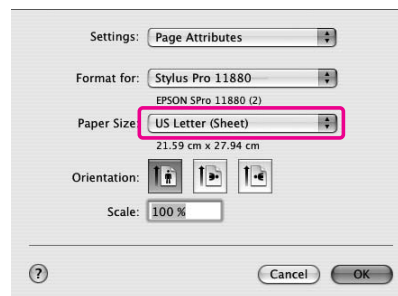 Settings: Page Attributes
Format for: Stylus Pro 11880
EPSON SPro 11880 (2)
Paper Size: US Letter (Sheet)
21.59 cm x 27.94 cm
Orientation:
Scale: 100 %
? Cancel OK